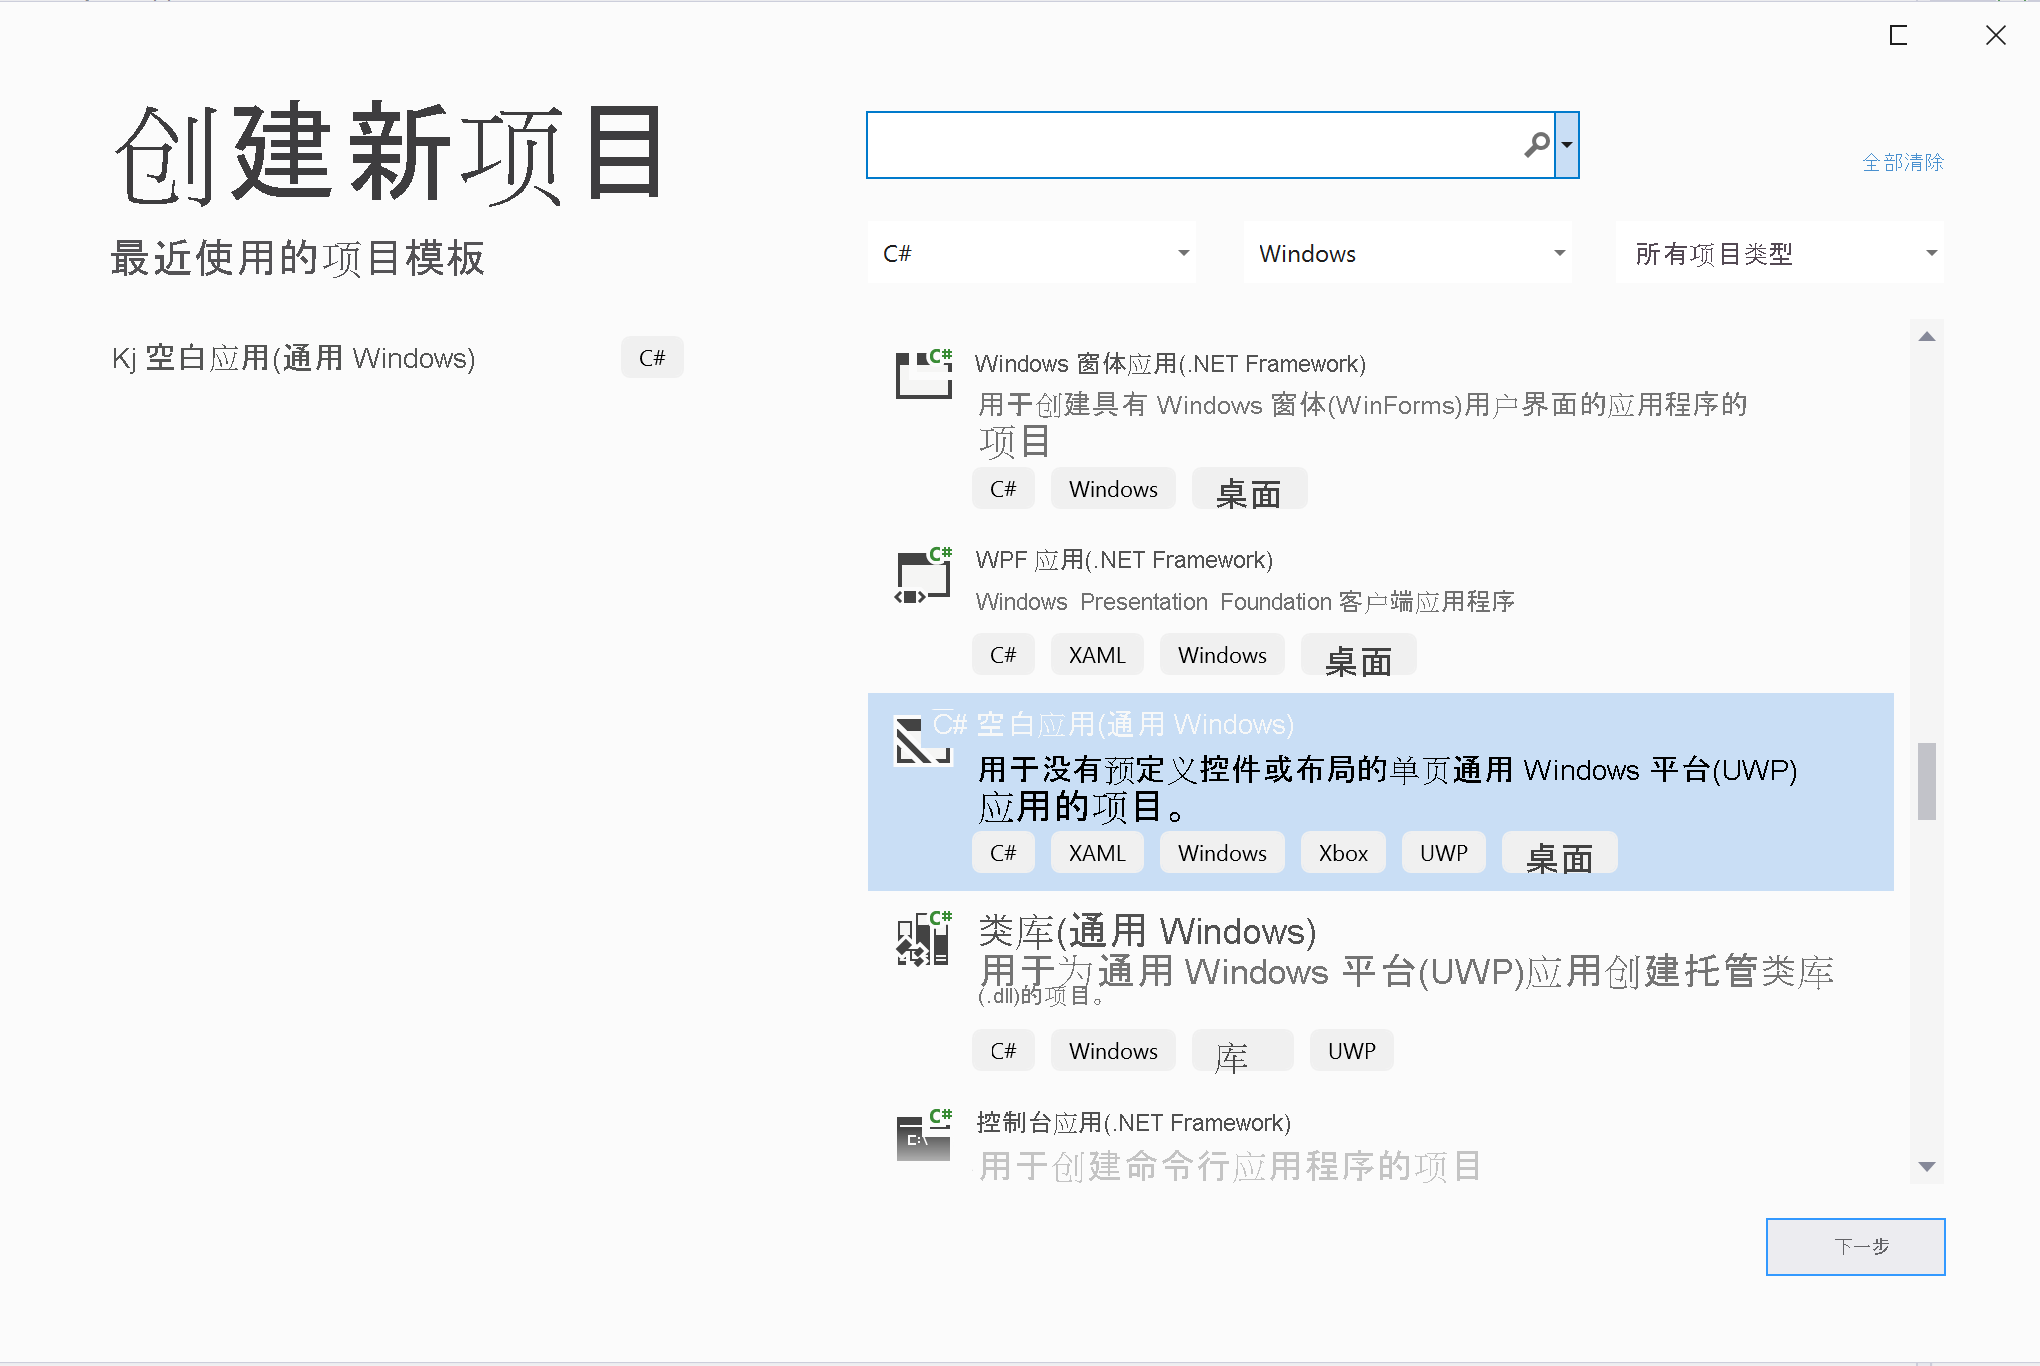 创建新项目
全部清除
最近使用的项目模板
C# Windows 所有项目类型
Kj 空白应用(通用 Windows) C#
C# Windows 窗体应用(.NET Framework)
用于创建具有 Windows 窗体(WinForms)用户界面的应用程序的
项目
C# Windows 桌面
C# WPF 应用(.NET Framework)
Windows Presentation Foundation 客户端应用程序
C# XAML Windows 桌面
C# 空白应用(通用 Windows)
用于没有预定义控件或布局的单页通用 Windows 平台(UWP)
应用的项目。
C# XAML Windows Xbox UWP 桌面
C# 类库(通用 Windows)
用于为通用 Windows 平台(UWP)应用创建托管类库
(.dll)的项目。
C# Windows 库 UWP
C# 控制台应用(.NET Framework)
C:\ 用于创建命令行应用程序的项目
下一步